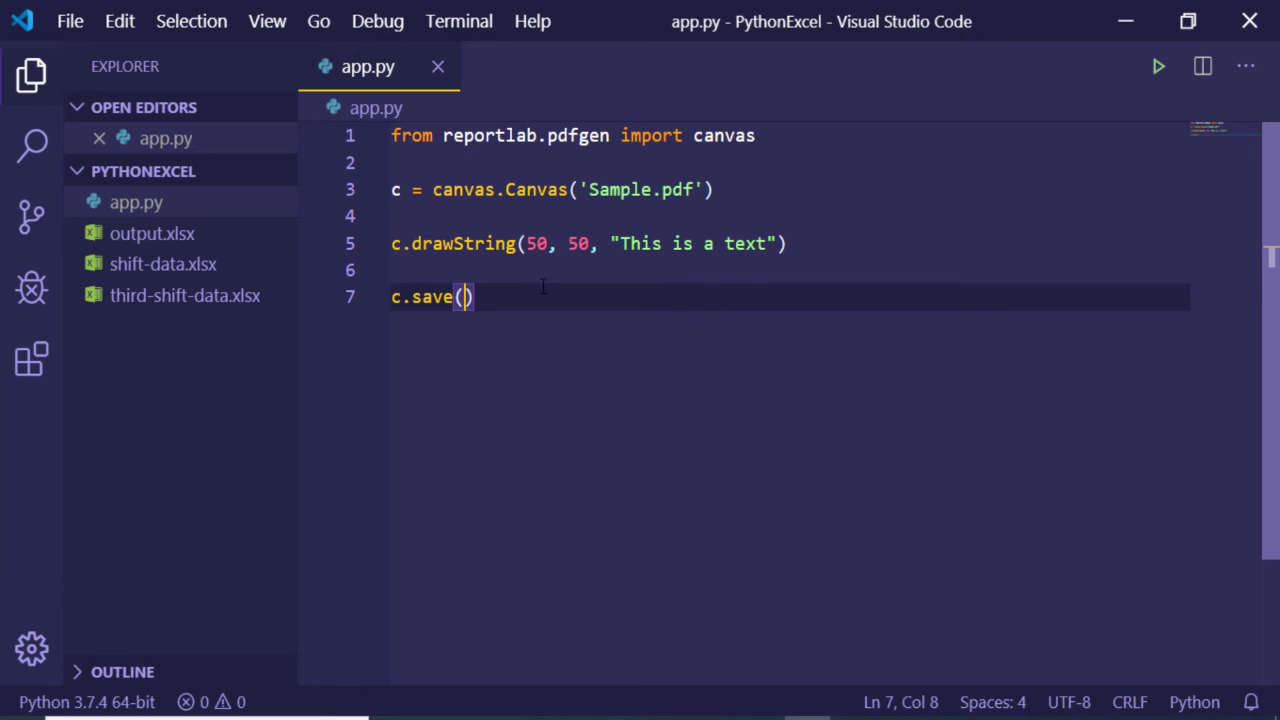 File Edit Selection View Go Debug Terminal Help app.py - PythonExcel - Visual Studio Code
EXPLORER
app.py
OPEN EDITORS
app.py
app.py
PYTHONEXCEL
app.py
output.xlsx
shift-data.xlsx
third-shift-data.xlsx
1 from reportlab.pdfgen import canvas
2
3 c = canvas.Canvas('Sample.pdf')
4
5 c.drawString(50, 50, "This is a text")
6
7 c.save()
OUTLINE
Python 3.7.4 64-bit 0 0 Ln 7, Col 8 Spaces: 4 UTF-8 CRLF Python